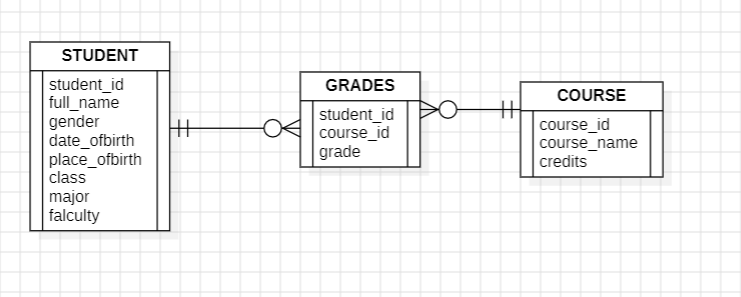 STUDENT
student_id
full_name
gender
date_ofbirth
place_ofbirth
class
major
falculty
GRADES
student_id
course_id
grade
COURSE
course_id
course_name
credits